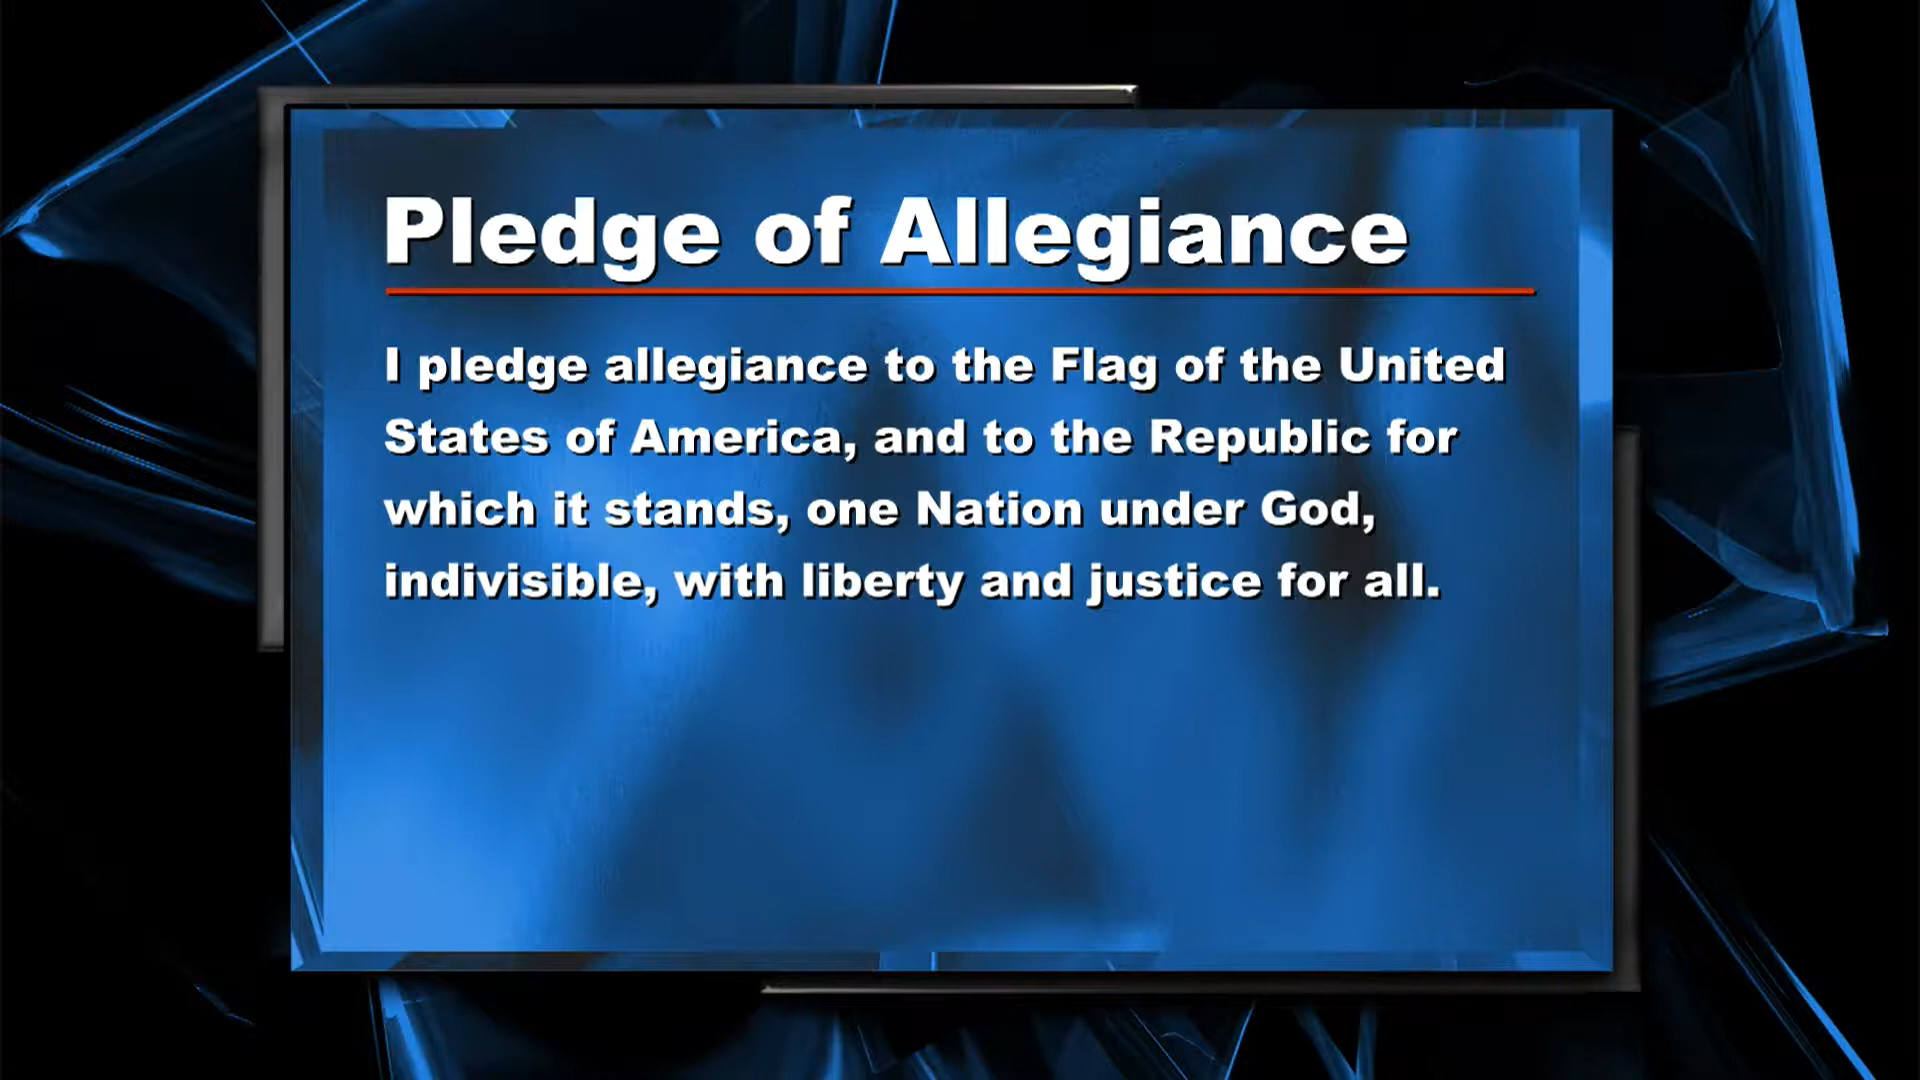 Pledge of Allegiance
I pledge allegiance to the Flag of the United
States of America, and to the Republic for
which it stands, one Nation under God,
indivisible, with liberty and justice for all.